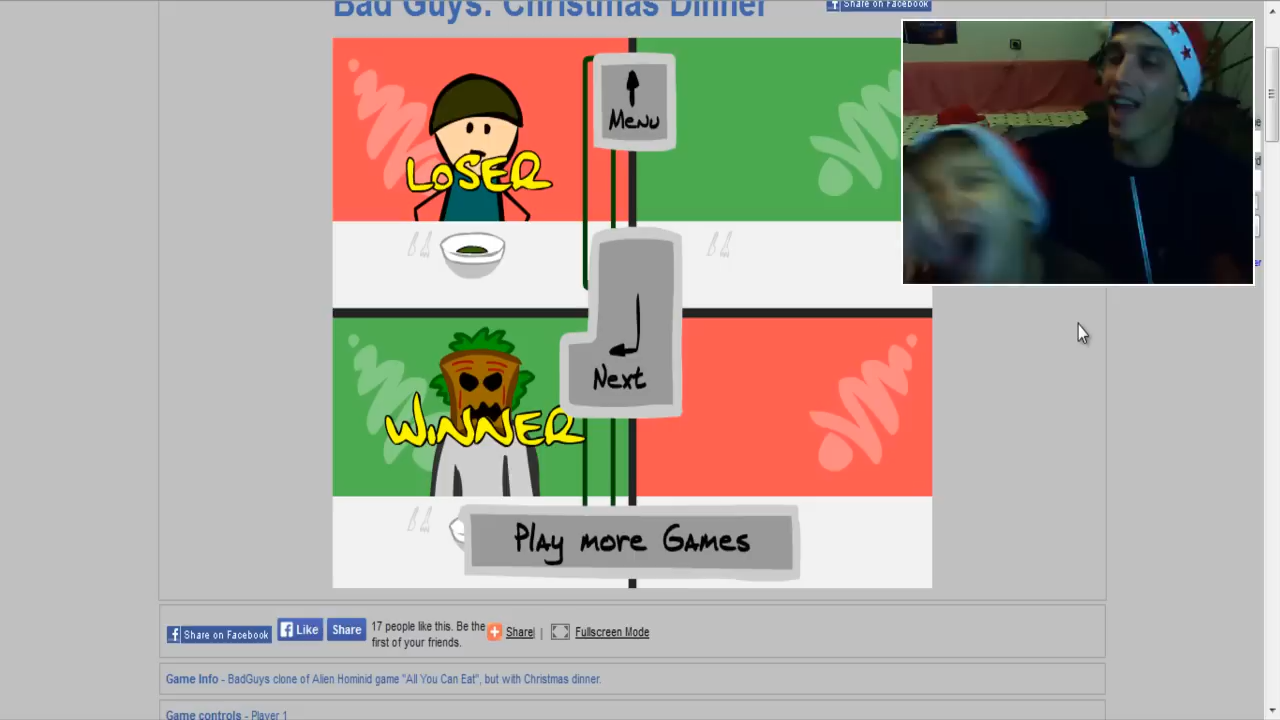 Bad Guys: Christmas Dinner
Share on Facebook
Menu
LOSER
Next
WINNER
Play more Games
Share on Facebook
Like
Share
17 people like this. Be the
first of your friends.
Share
|
Fullscreen Mode
Game Info - BadGuys clone of Alien Hominid game "All You Can Eat", but with Christmas dinner.
Game controls - Player 1